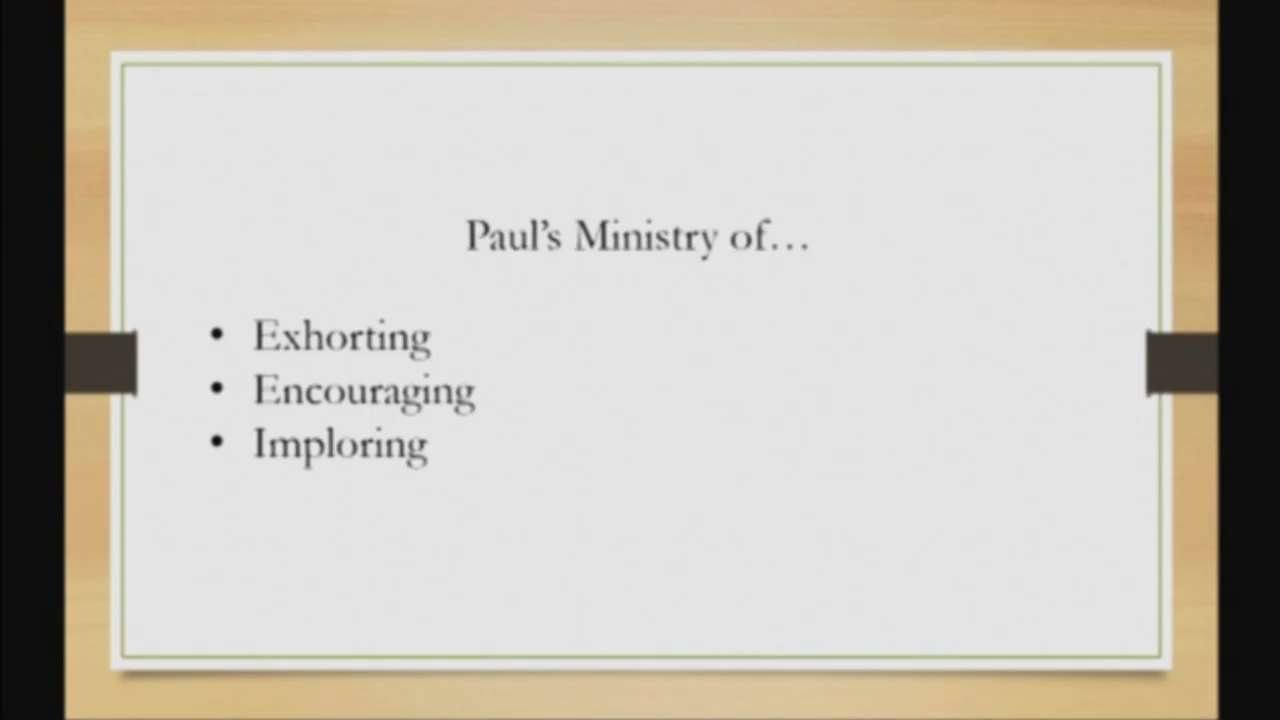 Paul's Ministry of…
• Exhorting
• Encouraging
• Imploring